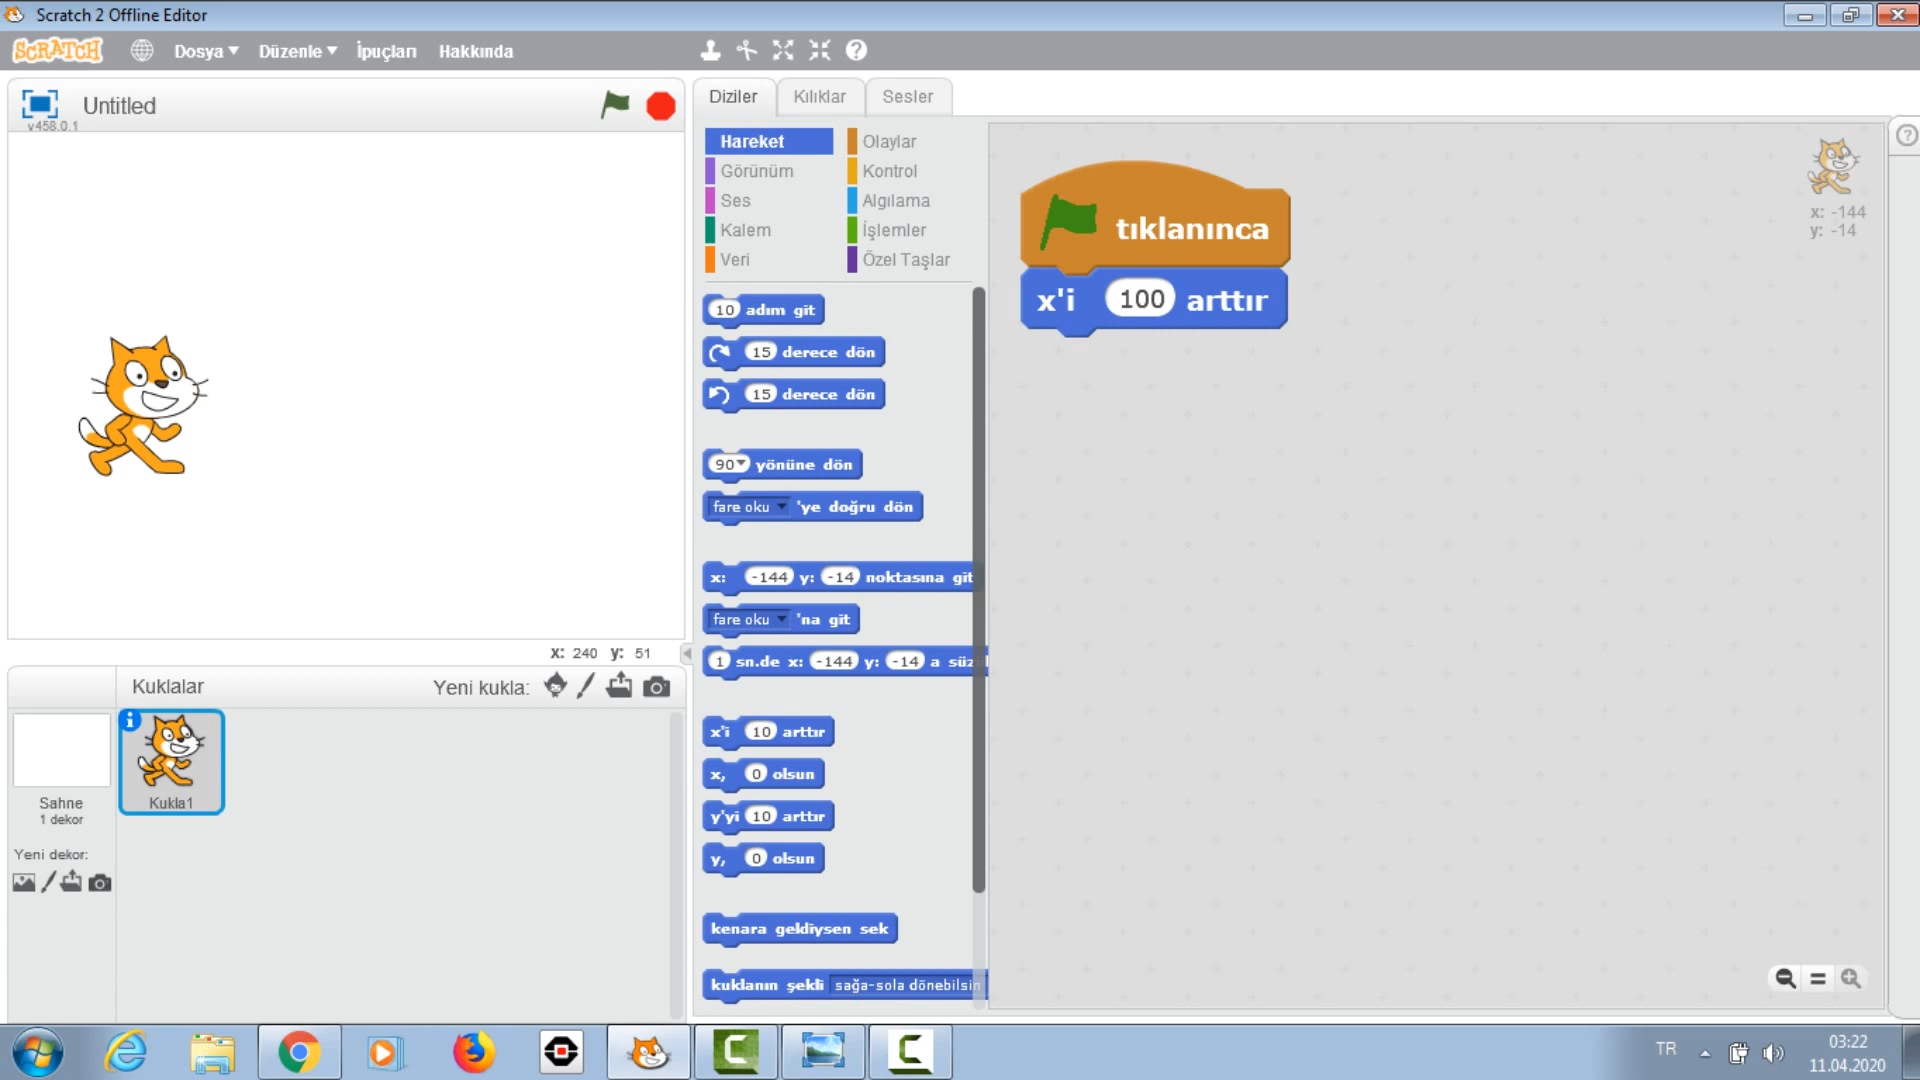 Scratch 2 Offline Editor
SCRATCH Dosya Düzenle İpuçları Hakkında
Untitled
v458.0.1
Diziler Kılıklar Sesler
Hareket Olaylar
Görünüm Kontrol
Ses Algılama
Kalem İşlemler
Veri Özel Taşlar
10 adım git
15 derece dön
15 derece dön
90 yönüne dön
fare oku 'ye doğru dön
x: -144 y: -14 noktasına git
fare oku 'na git
1 sn.de x: -144 y: -14 a süz
x'i 10 arttır
x, 0 olsun
y'yi 10 arttır
y, 0 olsun
kenara geldiysen sek
kuklanın şekli sağa-sola dönebilsin
tıklanınca
x'i 100 arttır
x: -144
y: -14
x: 240 y: 51
Kuklalar Yeni kukla:
Kukla1
Sahne
1 dekor
Yeni dekor:
TR
03:22
11.04.2020